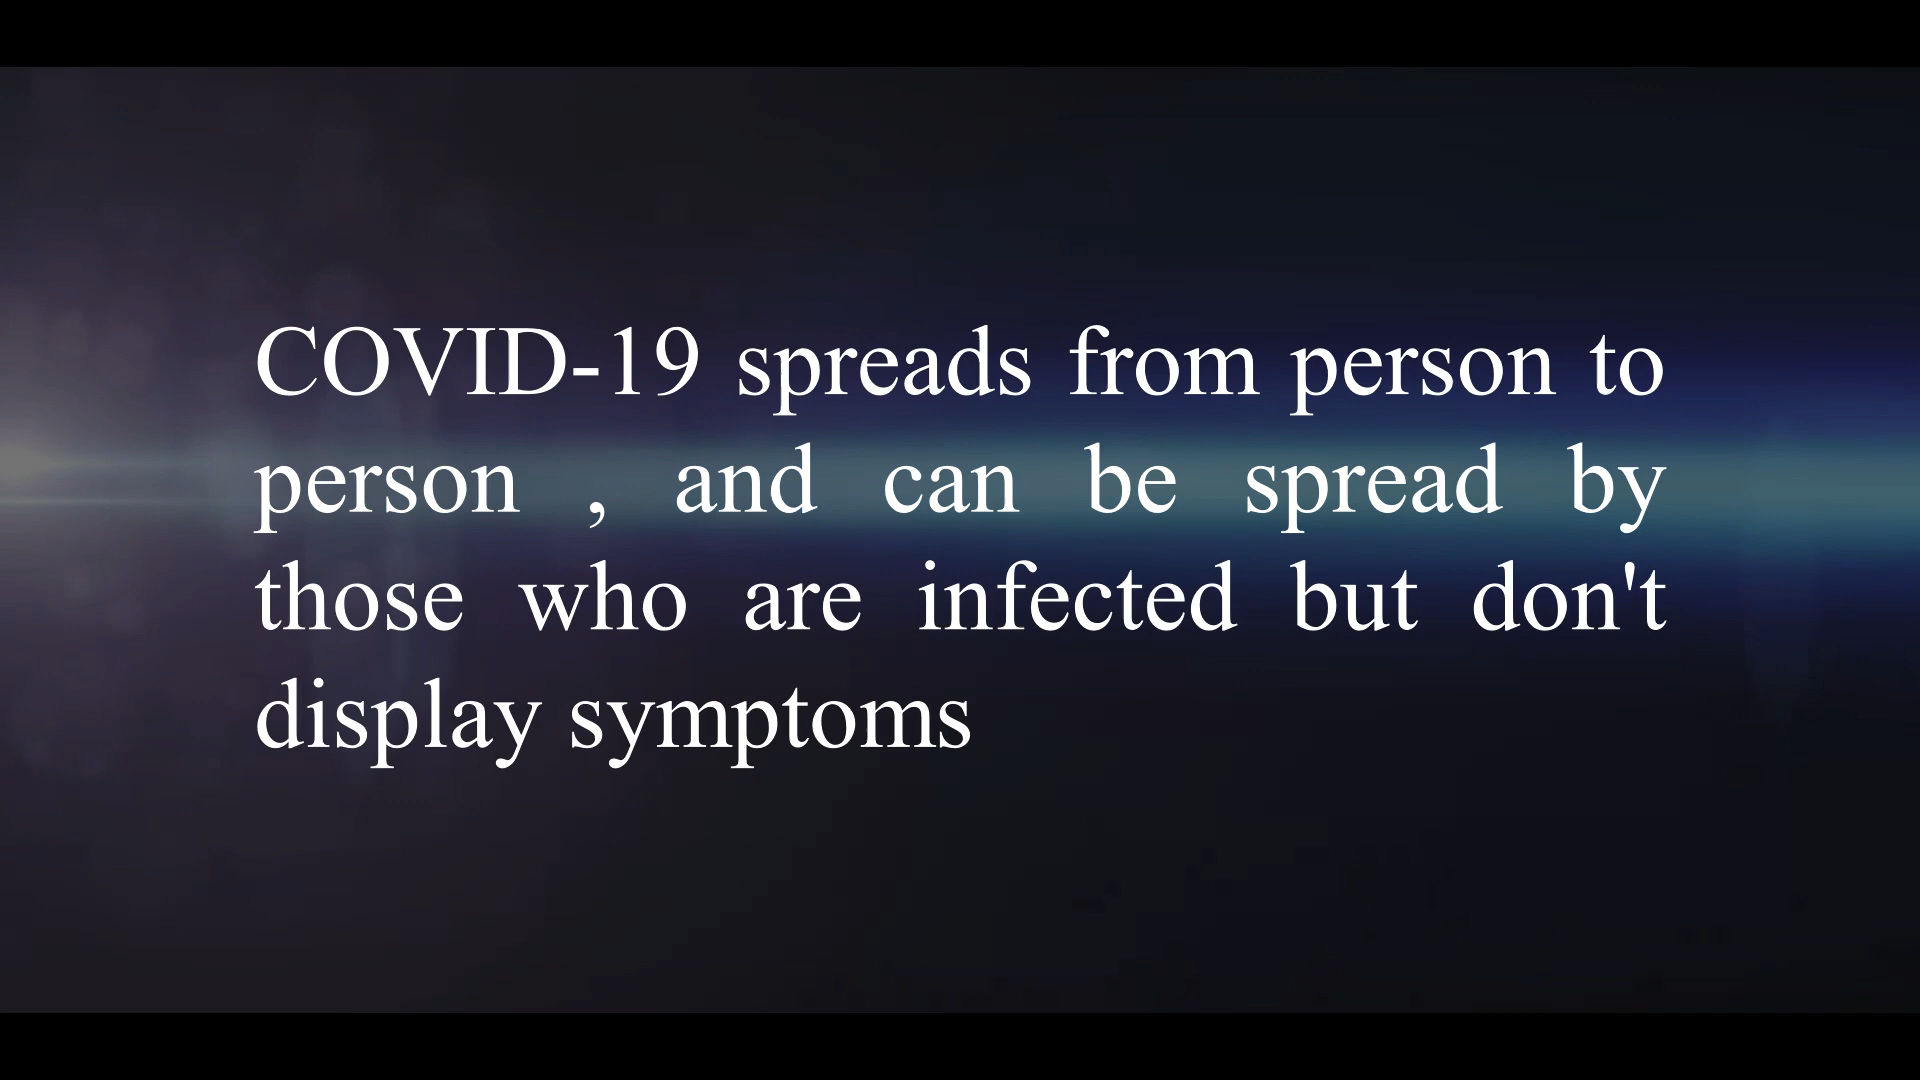 COVID-19 spreads from person to
person , and can be spread by
those who are infected but don't
display symptoms